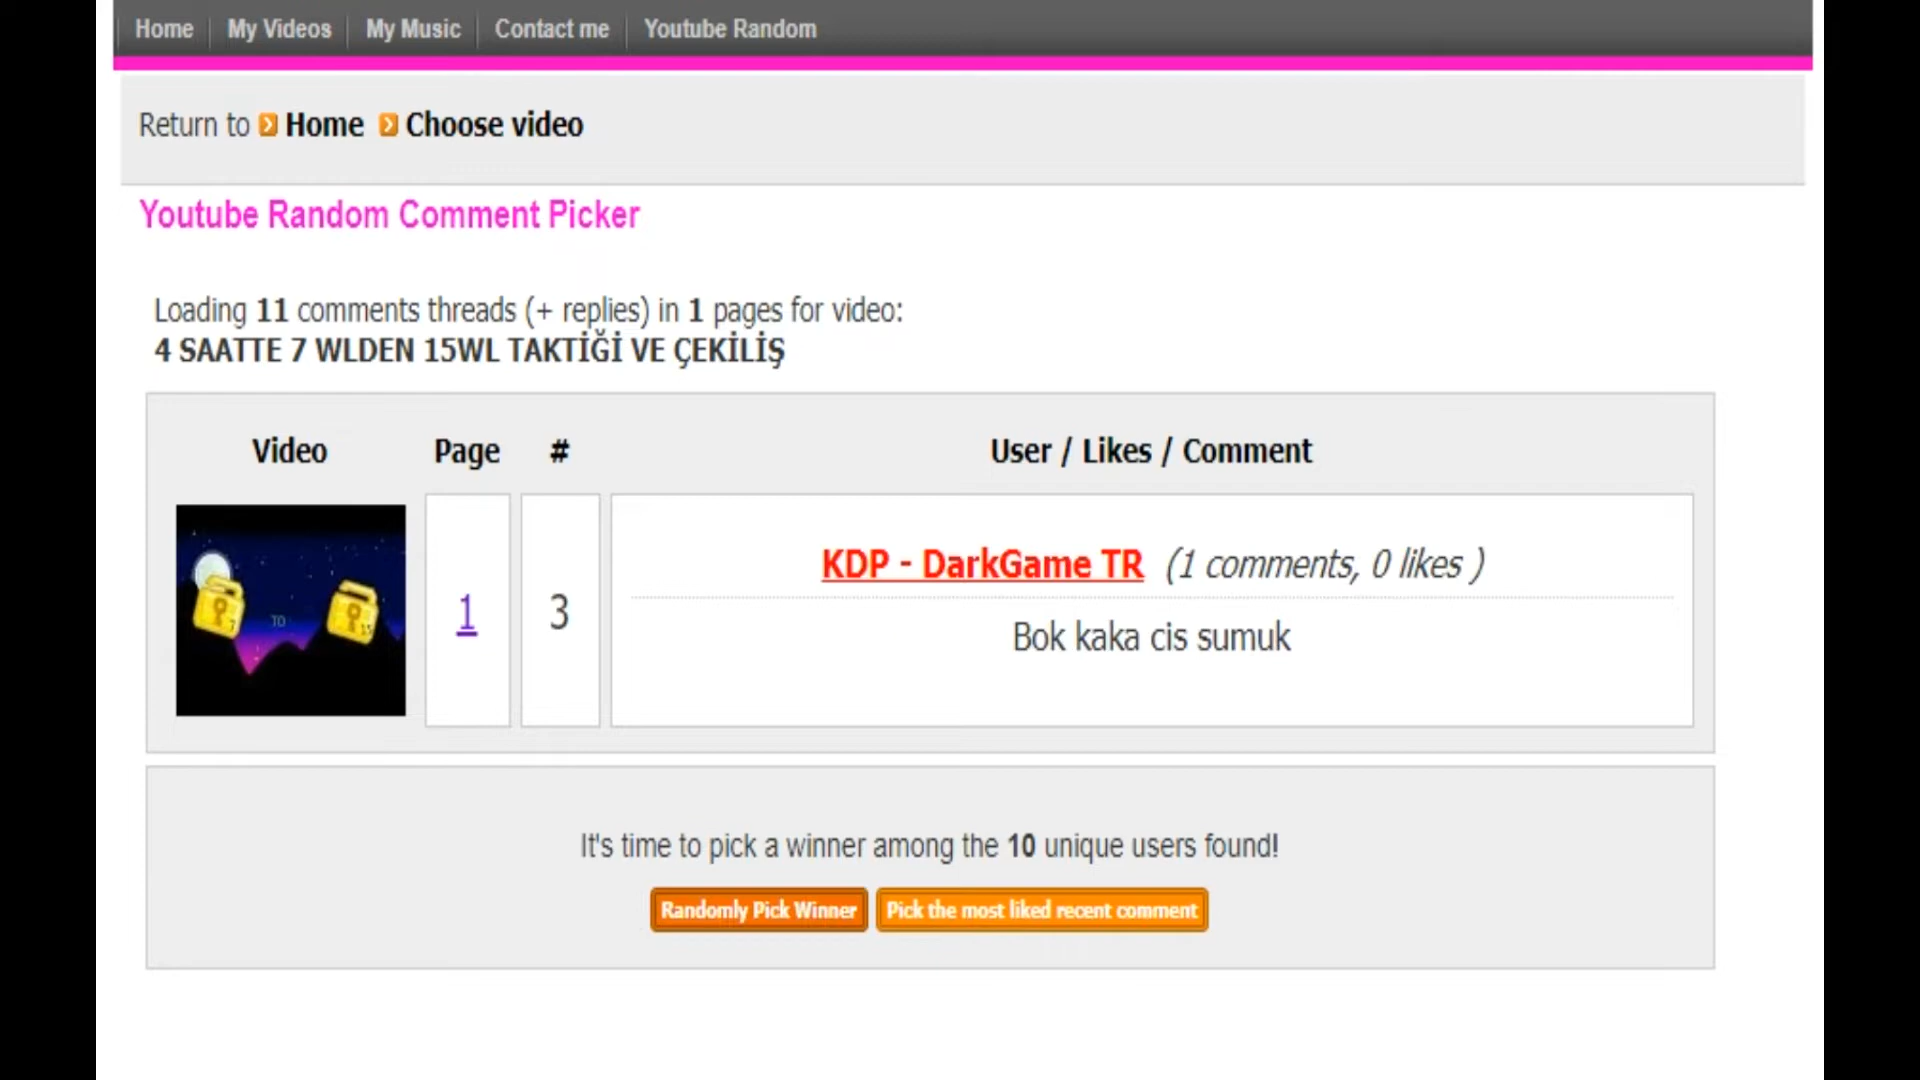 Home My Videos My Music Contact me Youtube Random
Return to Home Choose video
Youtube Random Comment Picker
Loading 11 comments threads (+ replies) in 1 pages for video:
4 SAATTE 7 WLDEN 15WL TAKTİĞİ VE ÇEKİLİŞ
Video Page # User / Likes / Comment
7 TO 15
1 3
KDP - DarkGame TR (1 comments, 0 likes )
Bok kaka cis sumuk
It's time to pick a winner among the 10 unique users found!
Randomly Pick Winner Pick the most liked recent comment